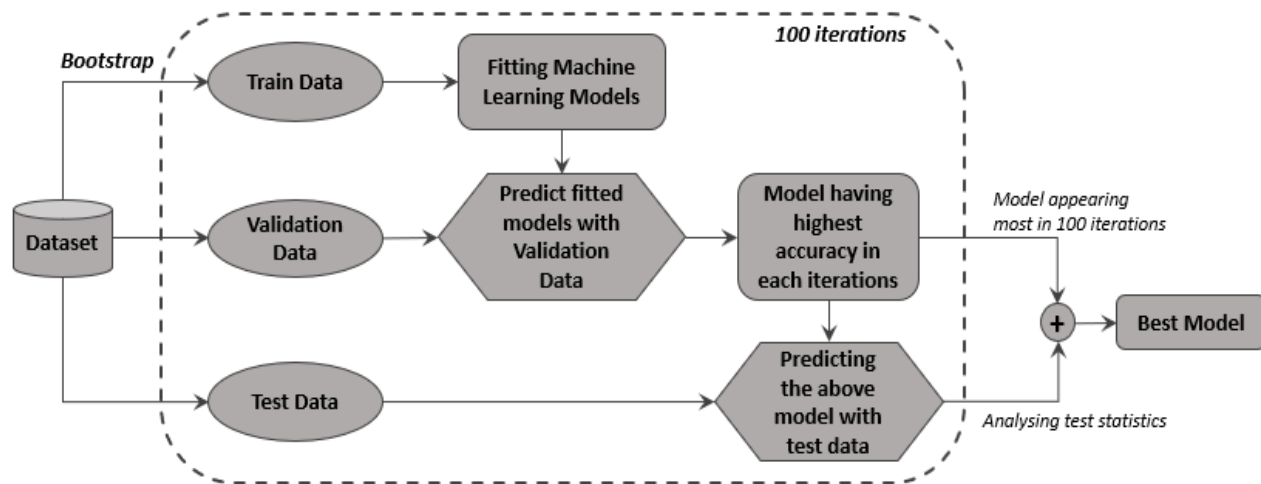 Bootstrap
100 iterations
Train Data
Fitting Machine
Learning Models
Dataset
Validation
Data
Predict fitted
models with
Validation
Data
Model having
highest
accuracy in
each iterations
Model appearing
most in 100 iterations
+
Best Model
Test Data
Predicting
the above
model with
test data
Analysing test statistics